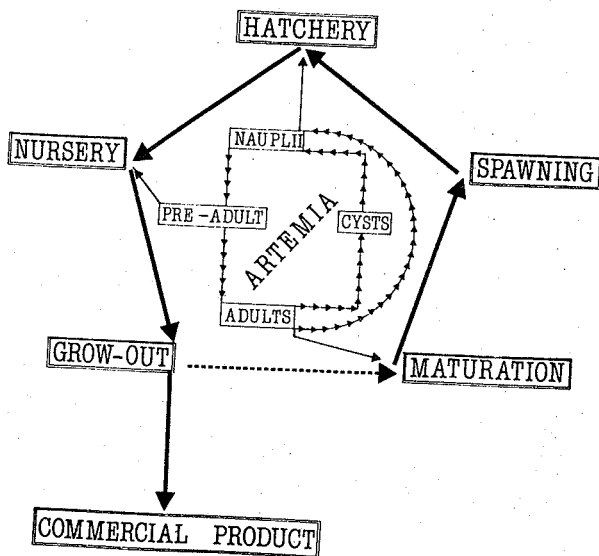 HATCHERY
NAUPLII
NURSERY
SPAWNING
PRE-ADULT
CYSTS
ARTEMIA
ADULTS
GROW-OUT
MATURATION
COMMERCIAL PRODUCT